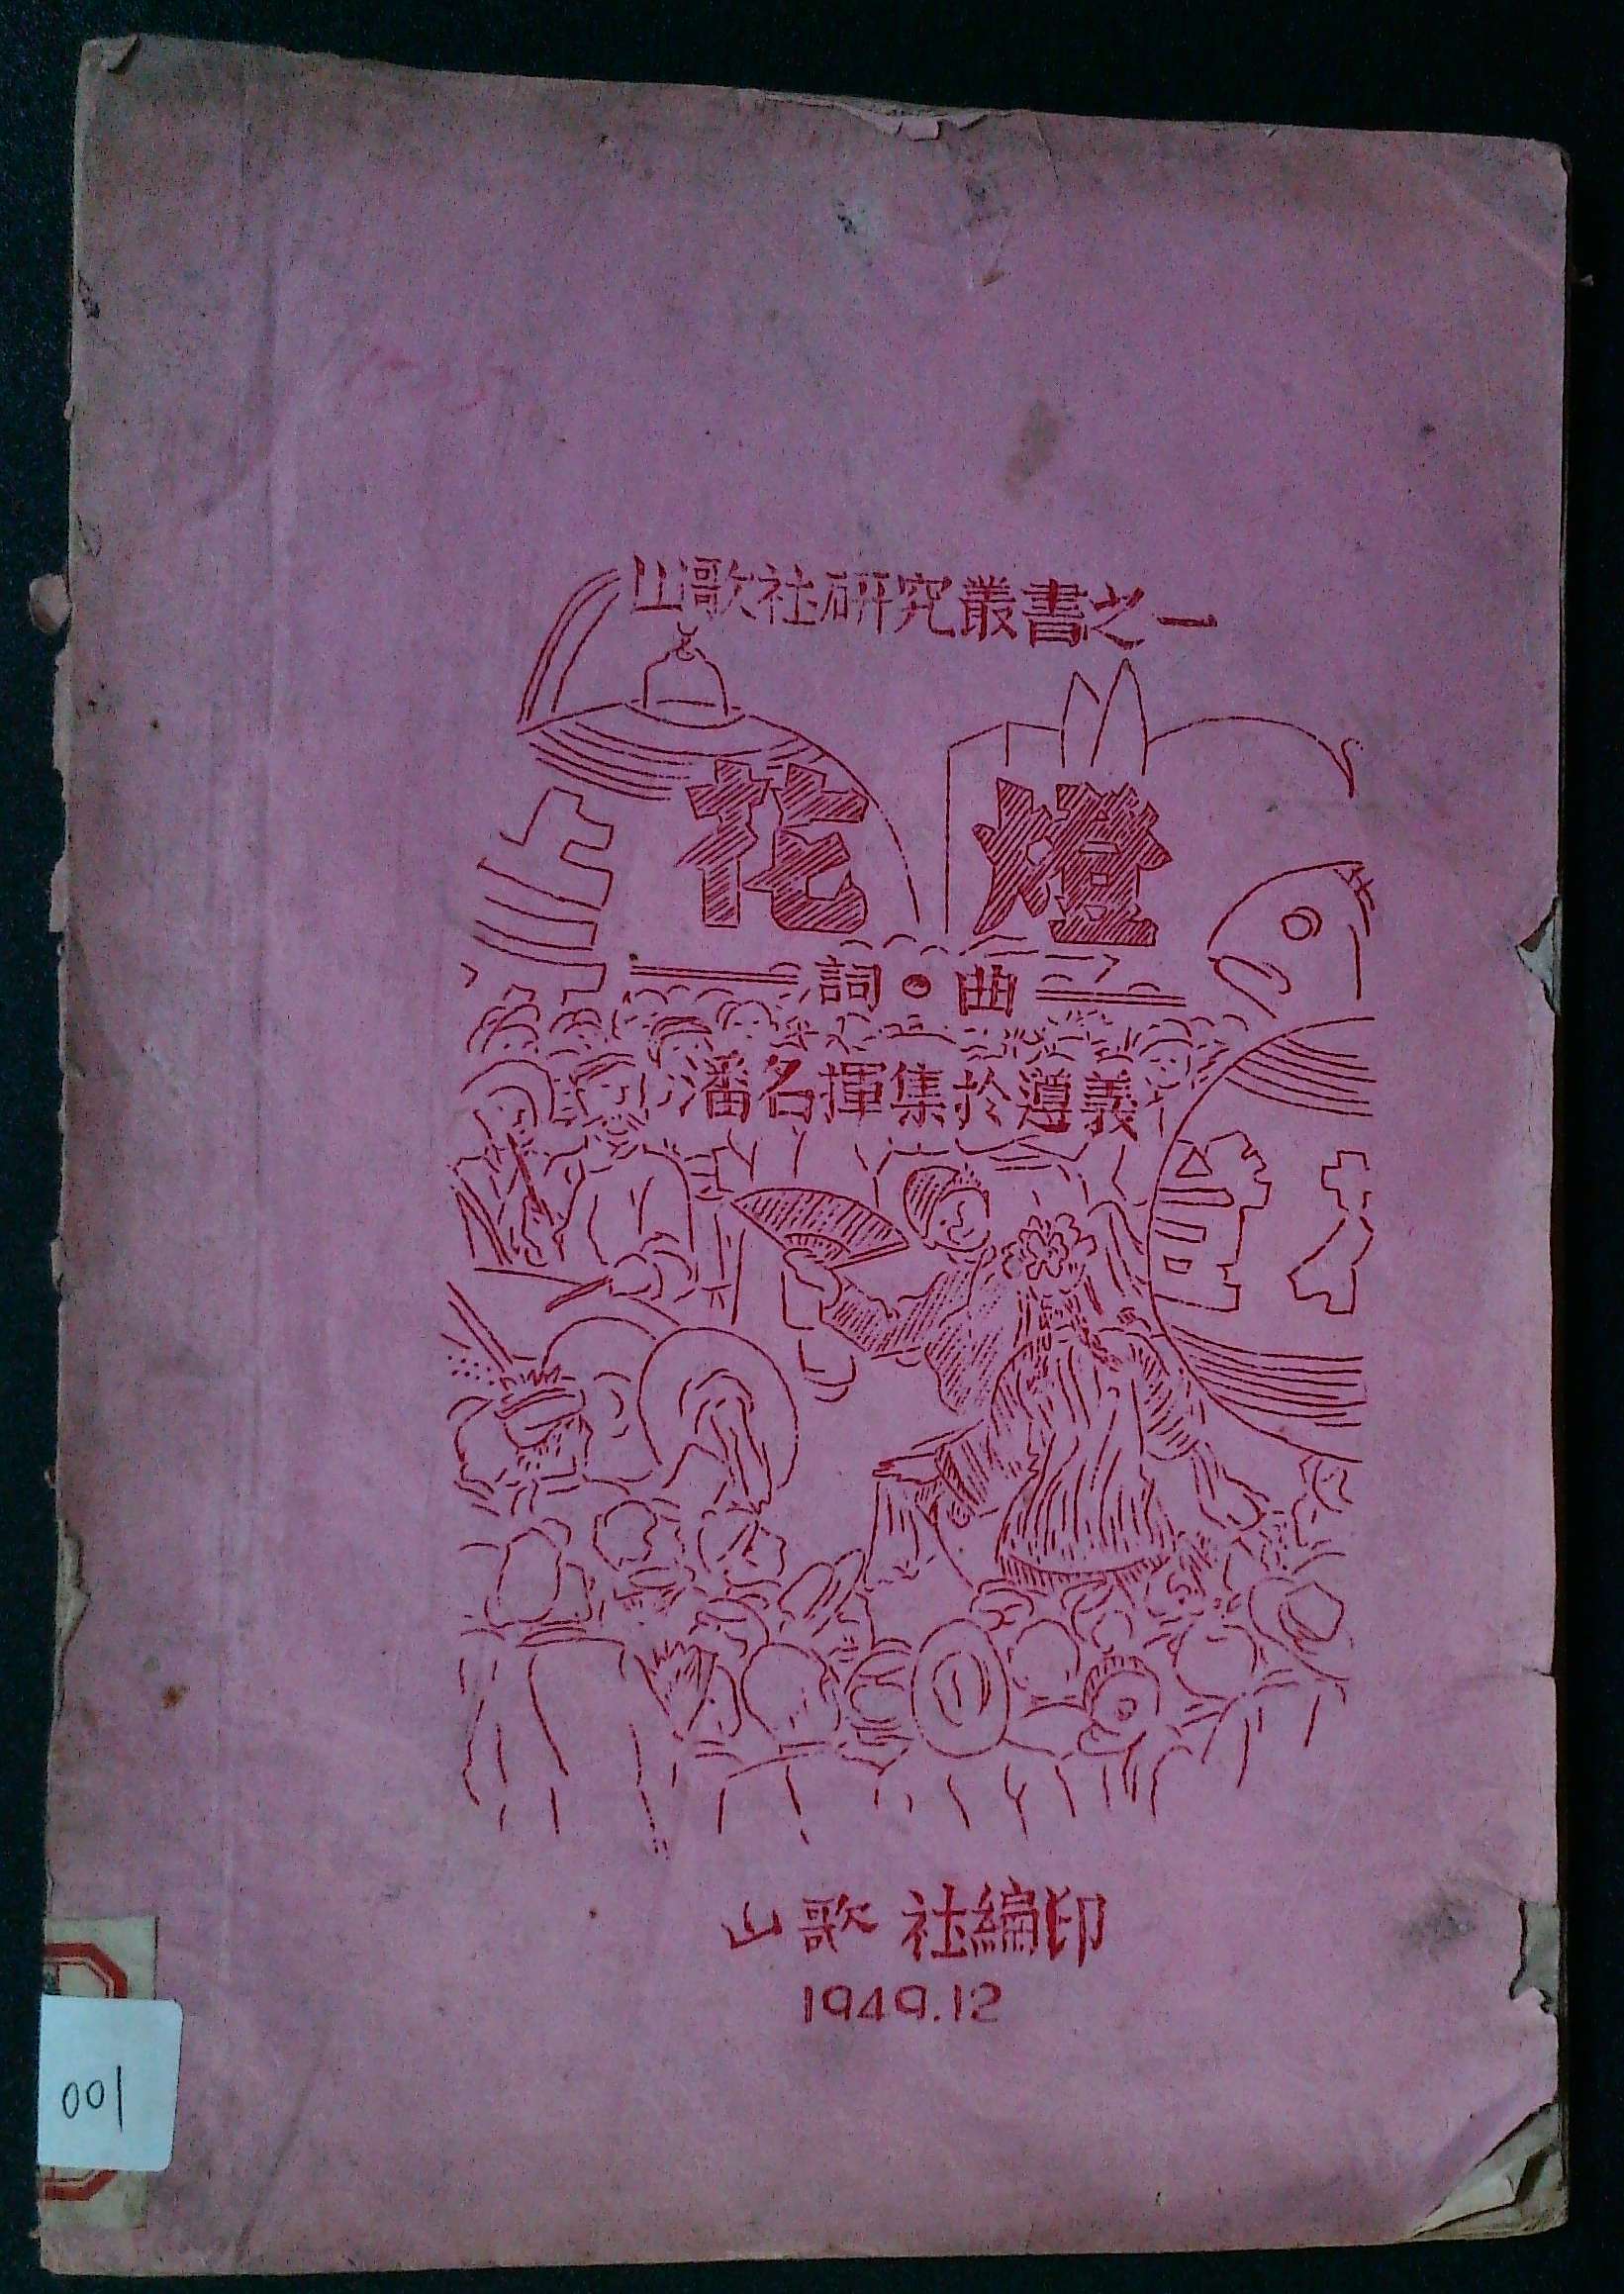 山歌社研究叢書之一
花燈
詞・曲
潘名揮集於遵義
山歌社編印
1949.12
001